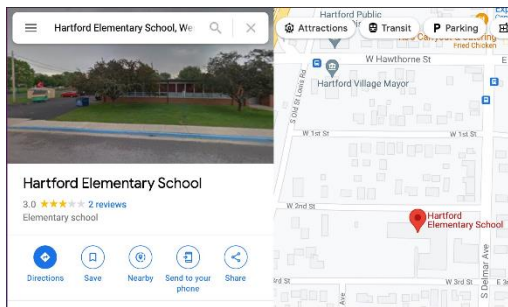 Hartford Elementary School, We
Hartford Elementary School
3.0 2 reviews
Elementary school
Directions
Save
Nearby
Send to your
phone
Share
Attractions
Transit
Parking
Hartford Public
Fried Chicken
W Hawthorne St
E
Hartford Village Mayor
S Old St Louis Rd
W 1st St
W 1st St
W 2nd St
Hartford
Elementary School
S Delmar Ave
3rd St
W 3rd St
Ave